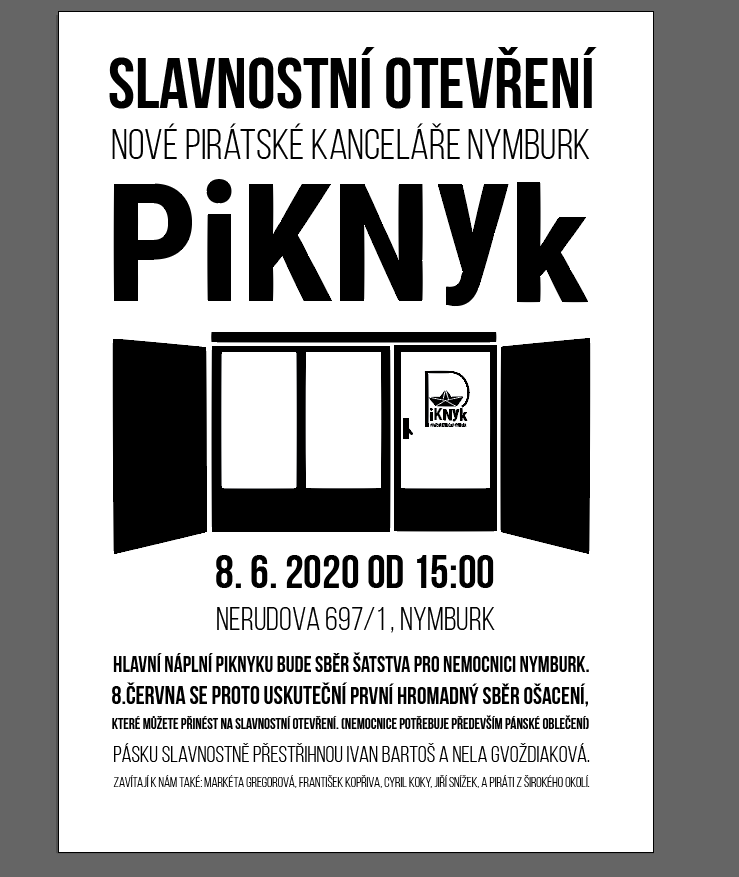 SLAVNOSTNÍ OTEVŘENÍ
NOVÉ PIRÁTSKÉ KANCELÁŘE NYMBURK
PiKNyk
PiKNyk
8. 6. 2020 OD 15:00
NERUDOVA 697/1, NYMBURK
HLAVNÍ NÁPLNÍ PIKNYKU BUDE SBĚR ŠATSTVA PRO NEMOCNICI NYMBURK.
8.ČERVNA SE PROTO USKUTEČNÍ PRVNÍ HROMADNÝ SBĚR OŠACENÍ,
KTERÉ MŮŽETE PŘINÉST NA SLAVNOSTNÍ OTEVŘENÍ. (NEMOCNICE POTŘEBUJE PŘEDEVŠÍM PÁNSKÉ OBLEČENÍ)
PÁSKU SLAVNOSTNĚ PŘESTŘIHNOU IVAN BARTOŠ A NELA GVOŽDIAKOVÁ.
ZAVÍTAJÍ K NÁM TAKÉ: MARKÉTA GREGOROVÁ, FRANTIŠEK KOPŘIVA, CYRIL KOKY, JIŘÍ SNÍŽEK, A PIRÁTI Z ŠIROKÉHO OKOLÍ.